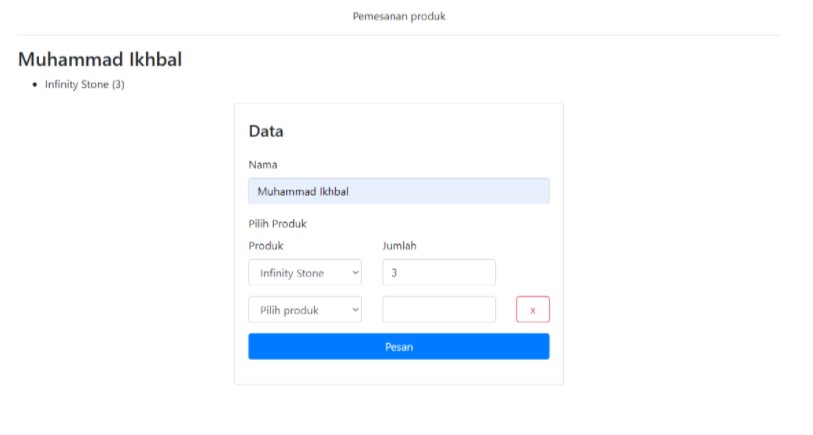 Pemesanan produk
Muhammad Ikhbal
• Infinity Stone (3)
Data
Nama
Muhammad Ikhbal
Pilih Produk
Produk Jumlah
Infinity Stone 3
Pilih produk x
Pesan